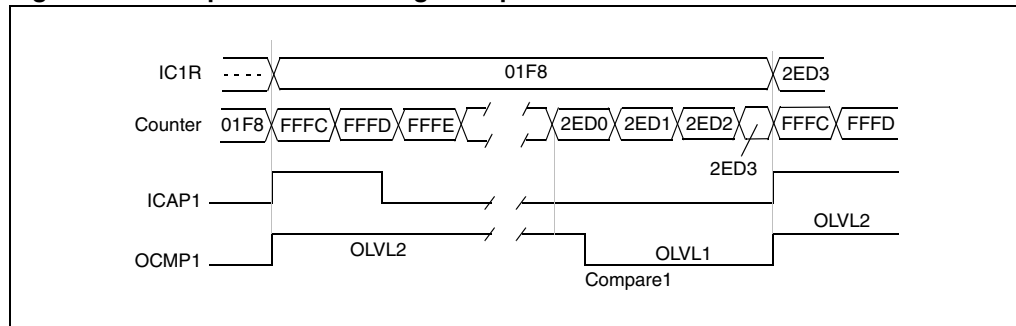 IC1R ---- 01F8 2ED3
Counter 01F8 FFFC FFFD FFFE 2ED0 2ED1 2ED2 FFFC FFFD
2ED3
ICAP1
OLVL2
OCMP1 OLVL2 OLVL1
Compare1